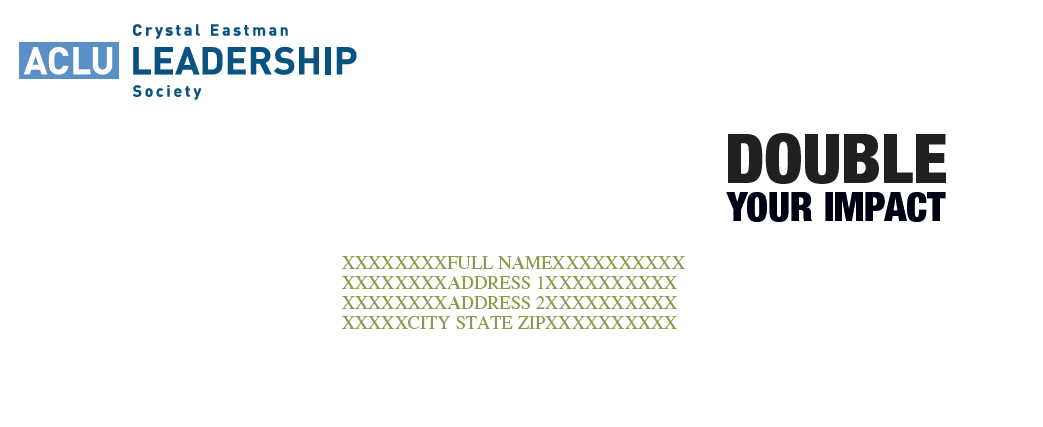 Crystal Eastman
ACLU LEADERSHIP
Society
DOUBLE
YOUR IMPACT
XXXXXXXXFULL NAMEXXXXXXXXXX
XXXXXXXXADDRESS 1XXXXXXXXXX
XXXXXXXXADDRESS 2XXXXXXXXXX
XXXXXCITY STATE ZIPXXXXXXXXXX